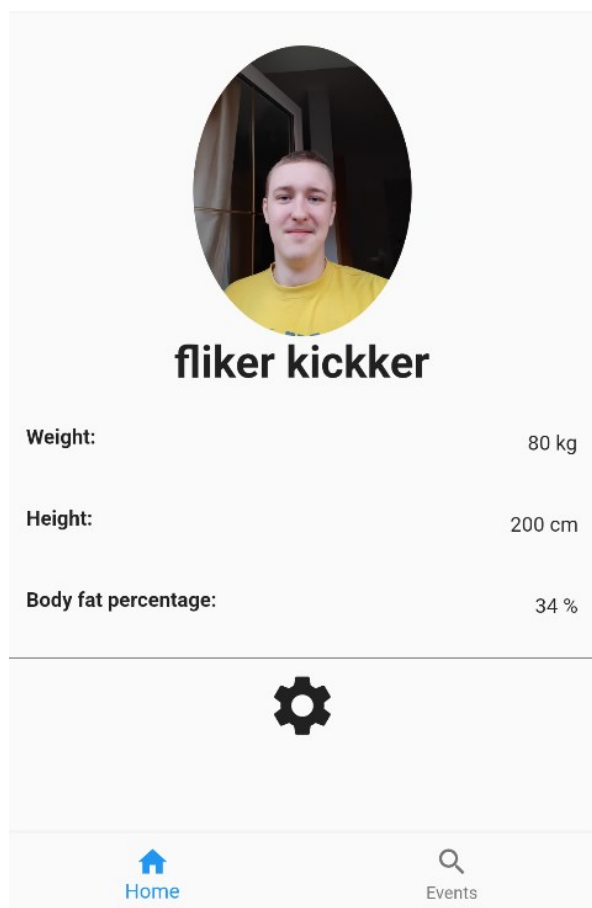 fliker kickker
Weight:
80 kg
Height:
200 cm
Body fat percentage:
34 %
Home
Events